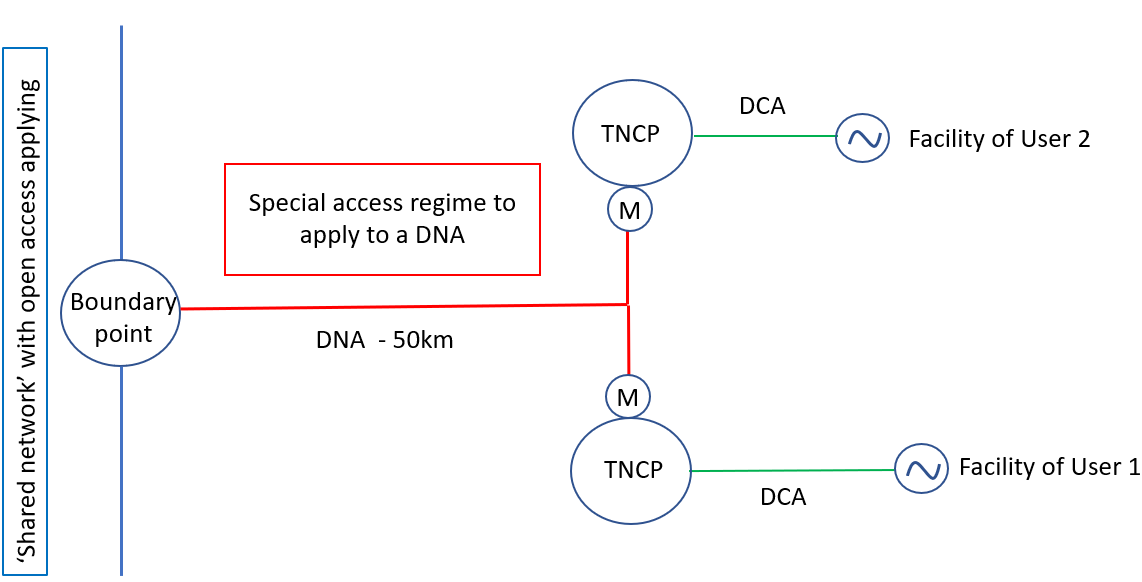 ‘Shared network’ with open access applying
Boundary
point
Special access regime to
apply to a DNA
DNA - 50km
TNCP
M
DCA
Facility of User 2
M
TNCP
DCA
Facility of User 1